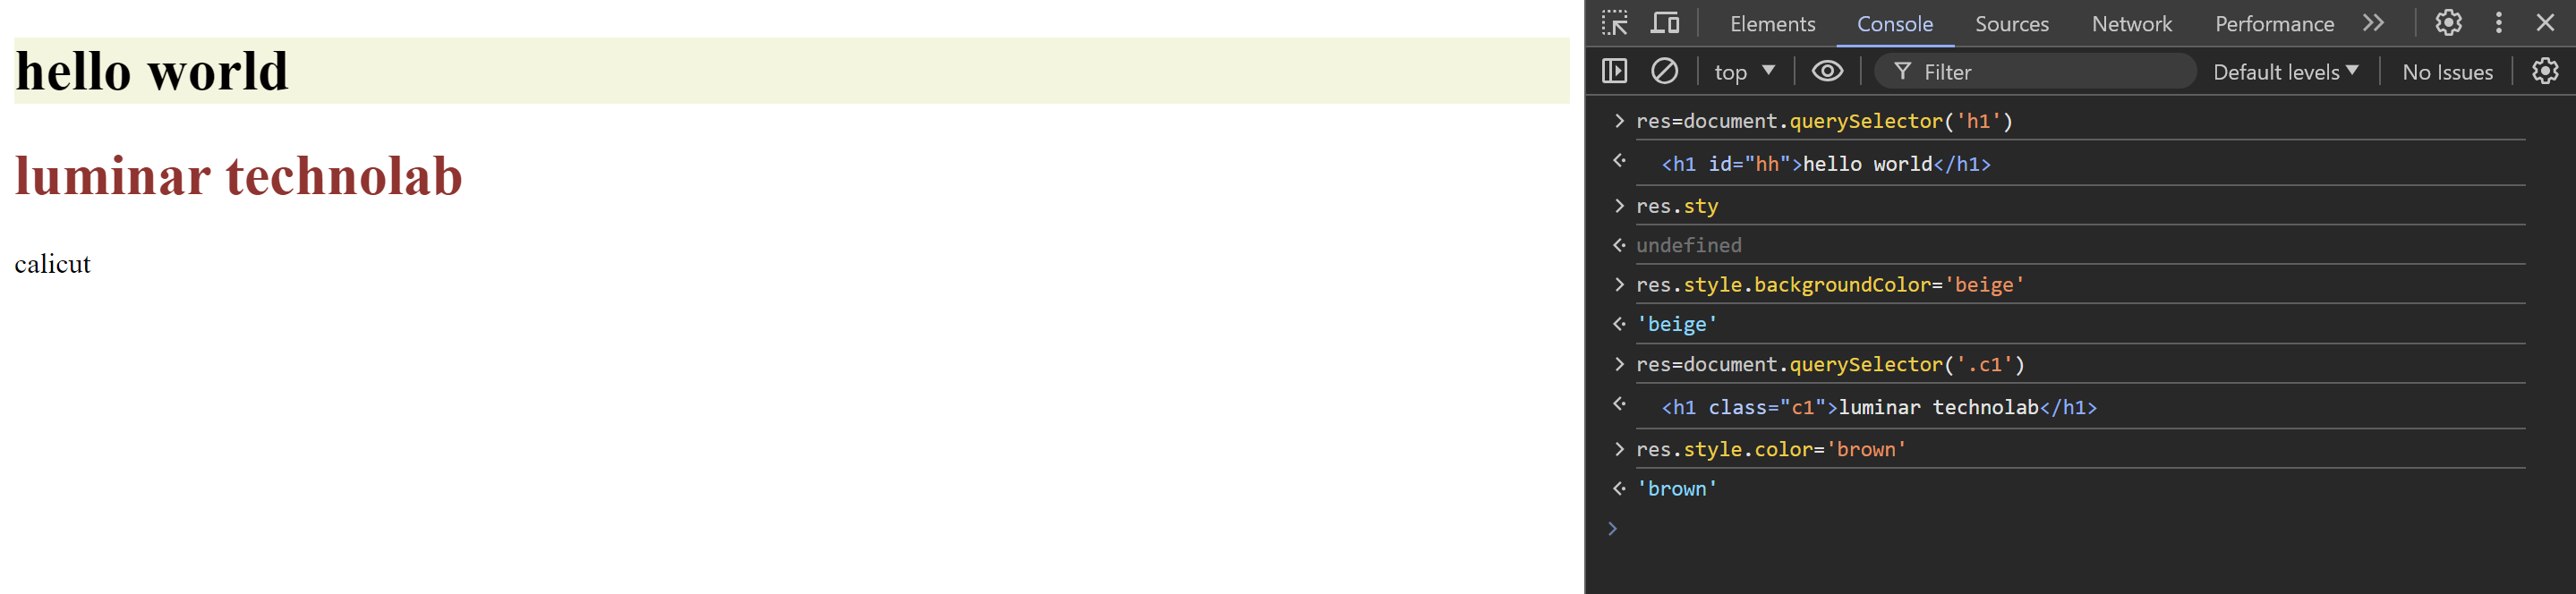 hello world
luminar technolab
calicut
Elements Console Sources Network Performance
top Filter Default levels No Issues
res=document.querySelector('h1')
<h1 id="hh">hello world</h1>
res.sty
undefined
res.style.backgroundColor='beige'
'beige'
res=document.querySelector('.c1')
<h1 class="c1">luminar technolab</h1>
res.style.color='brown'
'brown'